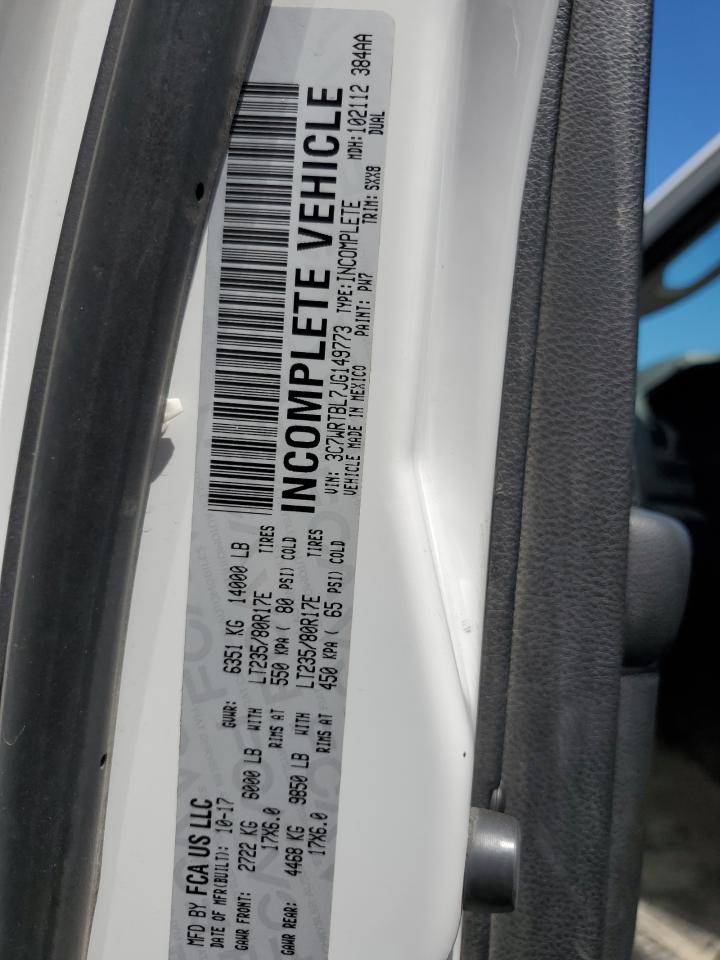 MFD BY FCA US LLC
DATE OF MFR(BUILT): 10-17 GVWR: 6351 KG 14000 LB
GAWR FRONT: 2722 KG 6000 LB WITH LT235/80R17E TIRES
17X6.0 RIMS AT 550 KPA ( 80 PSI) COLD
GAWR REAR: 4468 KG 9850 LB WITH LT235/80R17E TIRES
17X6.0 RIMS AT 450 KPA ( 65 PSI) COLD
INCOMPLETE VEHICLE
VIN: 3C7WRTBL7JG149773 TYPE:INCOMPLETE MDH:102112 384AA
VEHICLE MADE IN MEXICO PAINT: PW7 TRIM: SXX8 DUAL